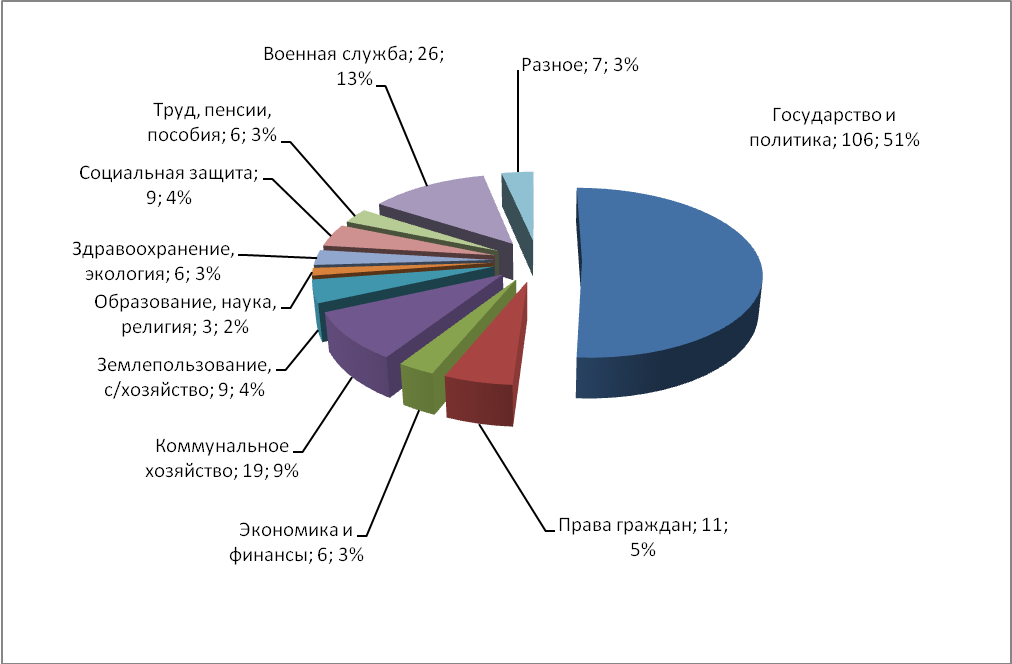 Военная служба; 26;
13%
Разное; 7; 3%
Государство и
политика; 106; 51%
Труд, пенсии,
пособия; 6; 3%
Социальная защита;
9; 4%
Здравоохранение,
экология; 6; 3%
Образование, наука,
религия; 3; 2%
Землепользование,
с/хозяйство; 9; 4%
Коммунальное
хозяйство; 19; 9%
Экономика и
финансы; 6; 3%
Права граждан; 11;
5%